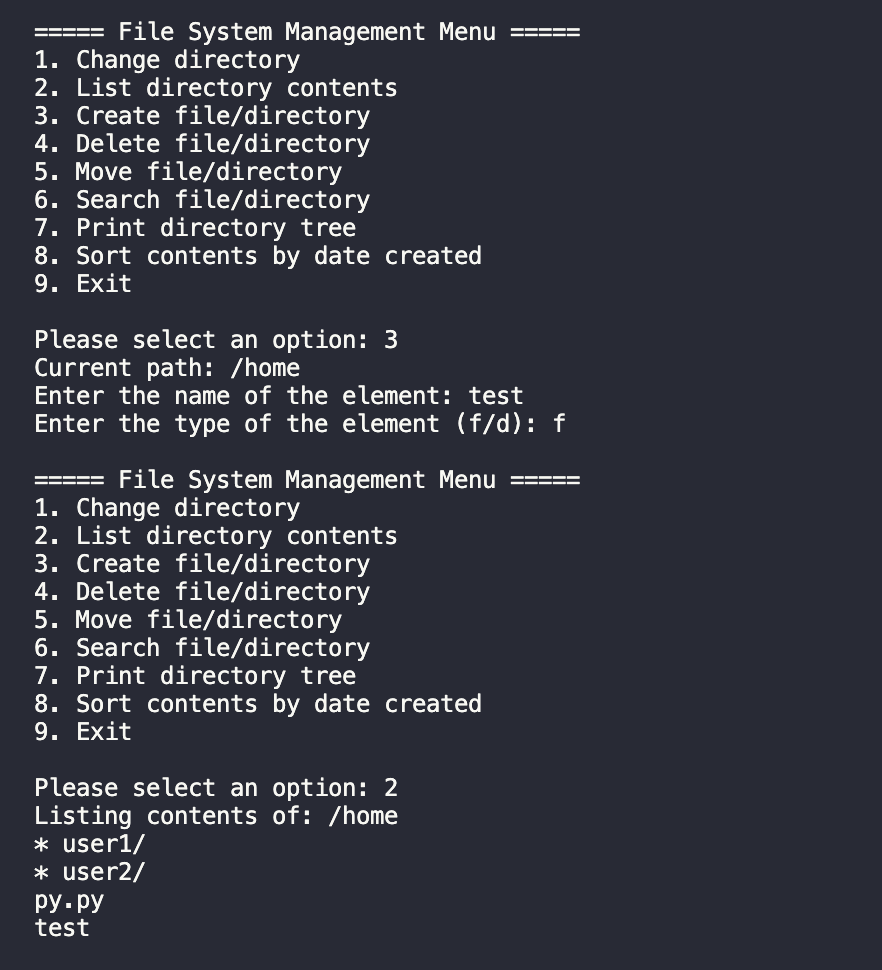 ===== File System Management Menu =====
1. Change directory
2. List directory contents
3. Create file/directory
4. Delete file/directory
5. Move file/directory
6. Search file/directory
7. Print directory tree
8. Sort contents by date created
9. Exit
Please select an option: 3
Current path: /home
Enter the name of the element: test
Enter the type of the element (f/d): f
===== File System Management Menu =====
1. Change directory
2. List directory contents
3. Create file/directory
4. Delete file/directory
5. Move file/directory
6. Search file/directory
7. Print directory tree
8. Sort contents by date created
9. Exit
Please select an option: 2
Listing contents of: /home
* user1/
* user2/
py.py
test